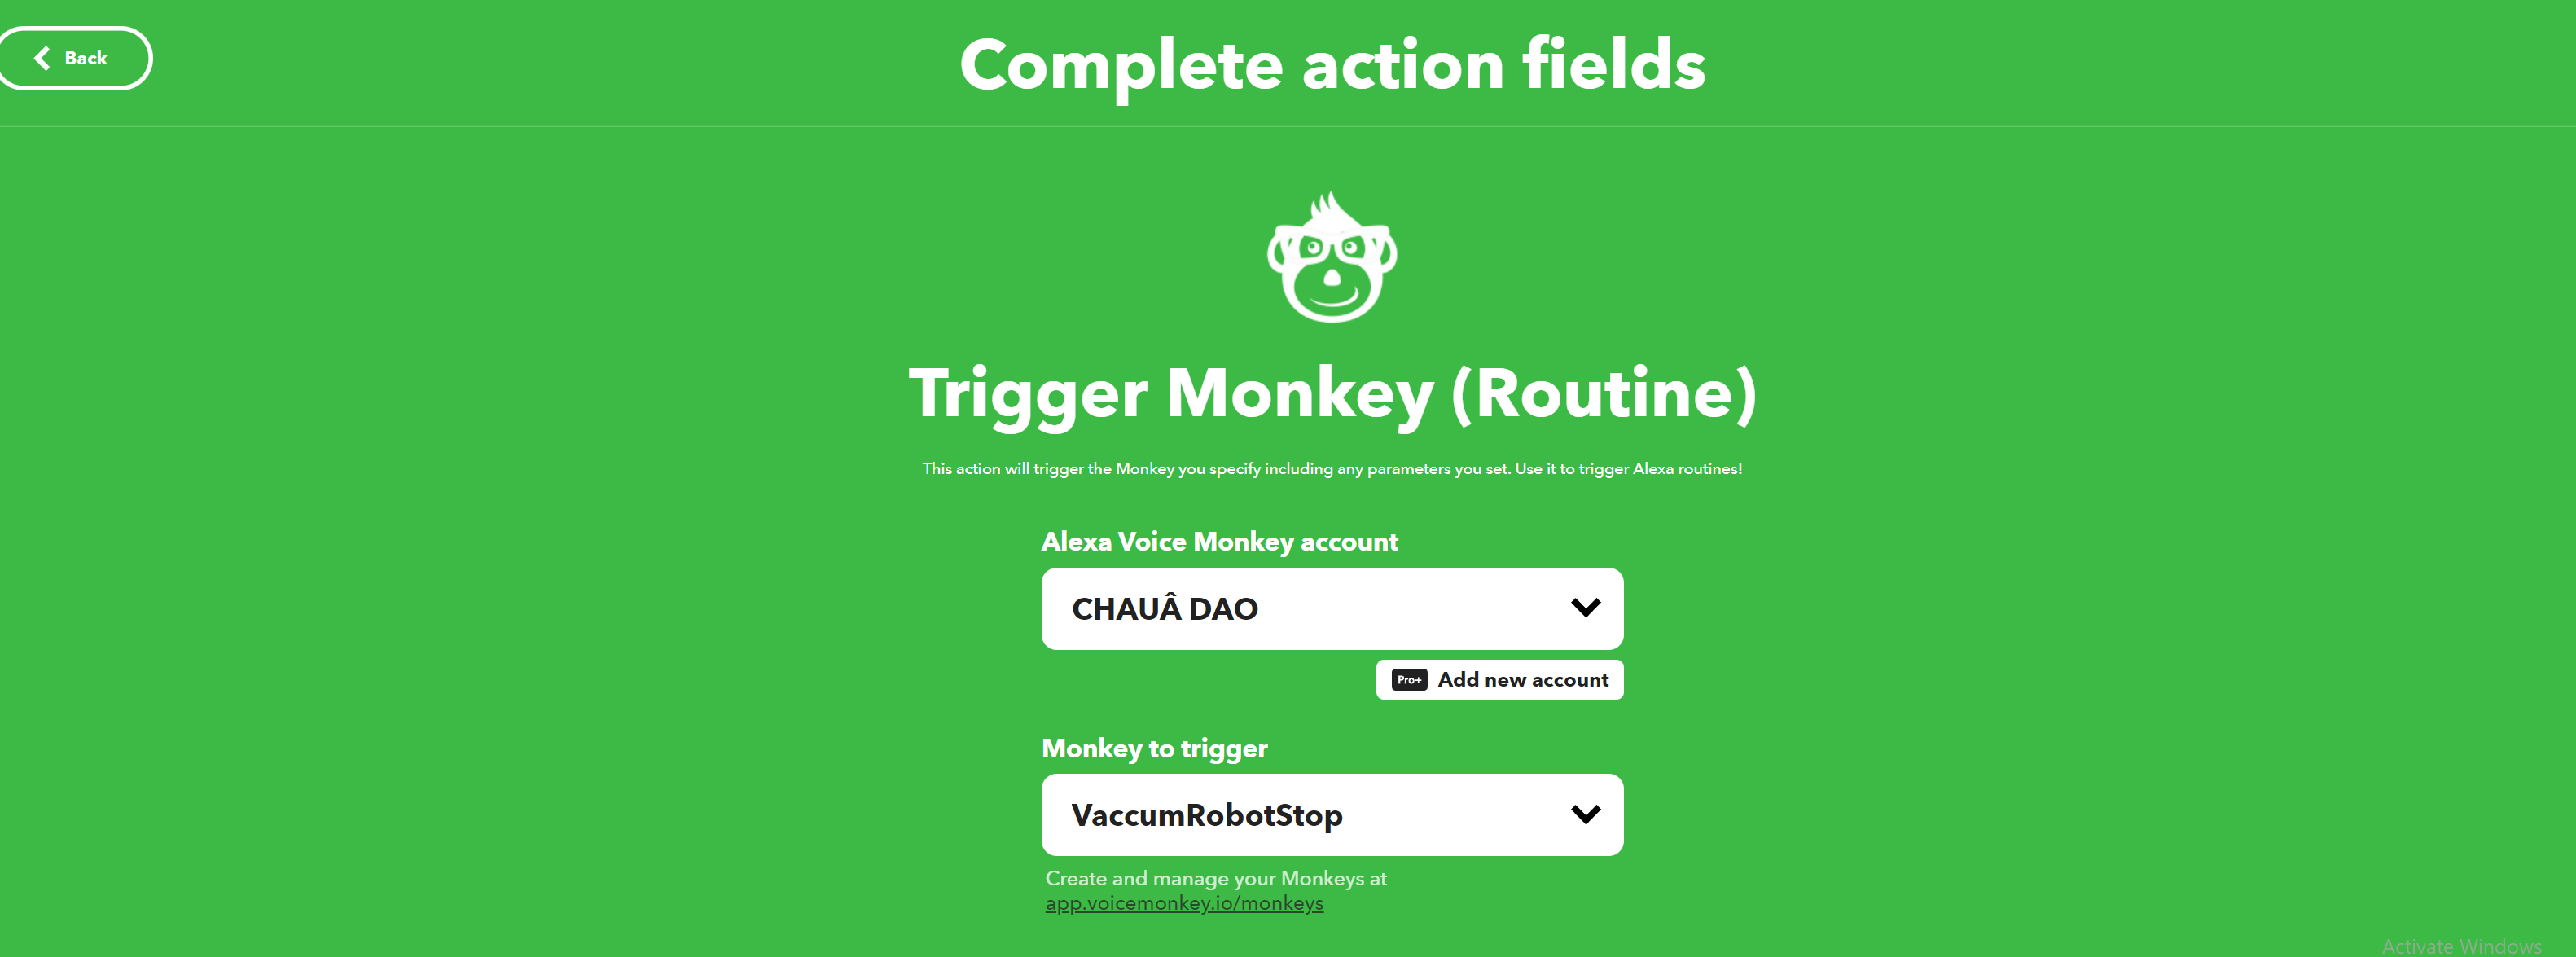 Back
Complete action fields
Trigger Monkey (Routine)
This action will trigger the Monkey you specify including any parameters you set. Use it to trigger Alexa routines!
Alexa Voice Monkey account
CHAUÂ DAO
Pro+ Add new account
Monkey to trigger
VaccumRobotStop
Create and manage your Monkeys at
app.voicemonkey.io/monkeys
Activate Windows